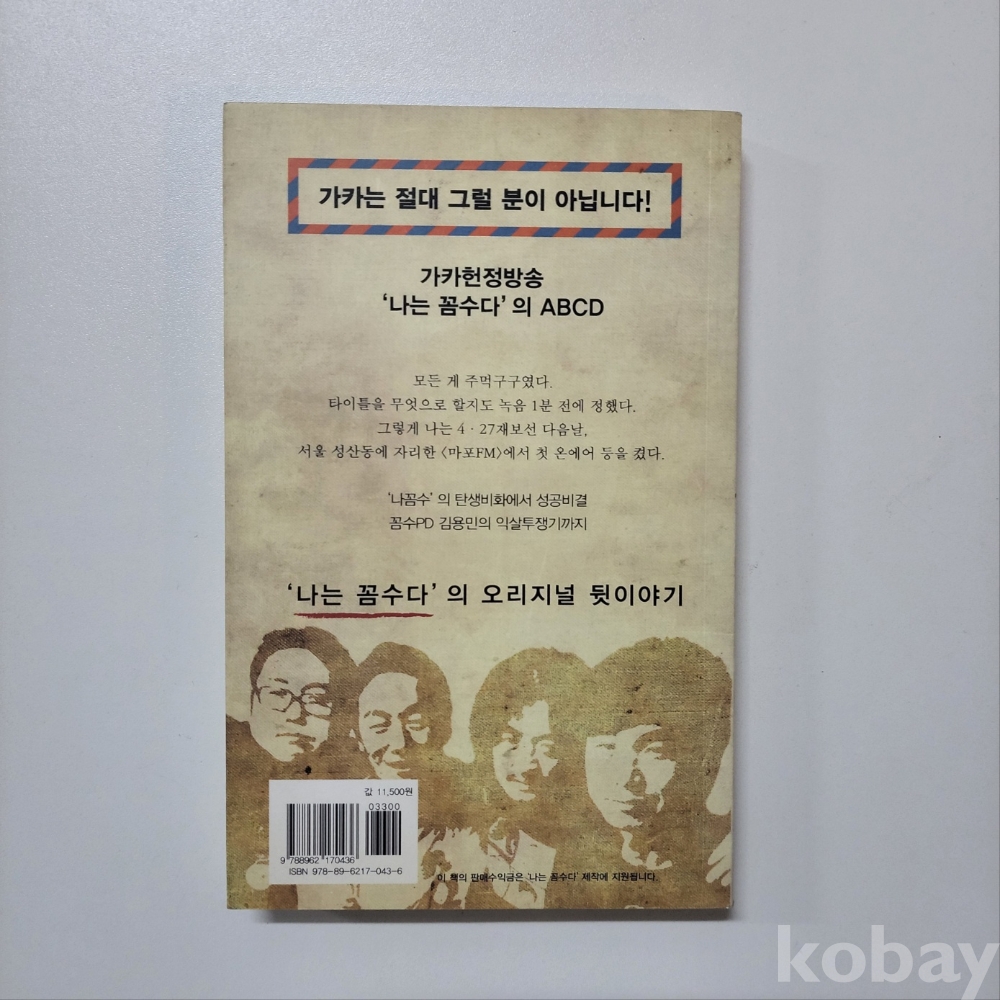 가카는 절대 그럴 분이 아닙니다!
가카헌정방송
‘나는 꼼수다’의 ABCD
모든 게 주먹구구였다.
타이틀을 무엇으로 할지도 녹음 1분 전에 정했다.
그렇게 나는 4 · 27재보선 다음날,
서울 성산동에 자리한 〈마포FM〉에서 첫 온에어 등을 켰다.
‘나꼼수’의 탄생비화에서 성공비결
꼼수PD 김용민의 익살투쟁기까지
‘나는 꼼수다’의 오리지널 뒷이야기
값 11,500원
03300
9 788962 170436
ISBN 978-89-6217-043-6
이 책의 판매수익금은 ‘나는 꼼수다’ 제작에 지원됩니다.
kobay